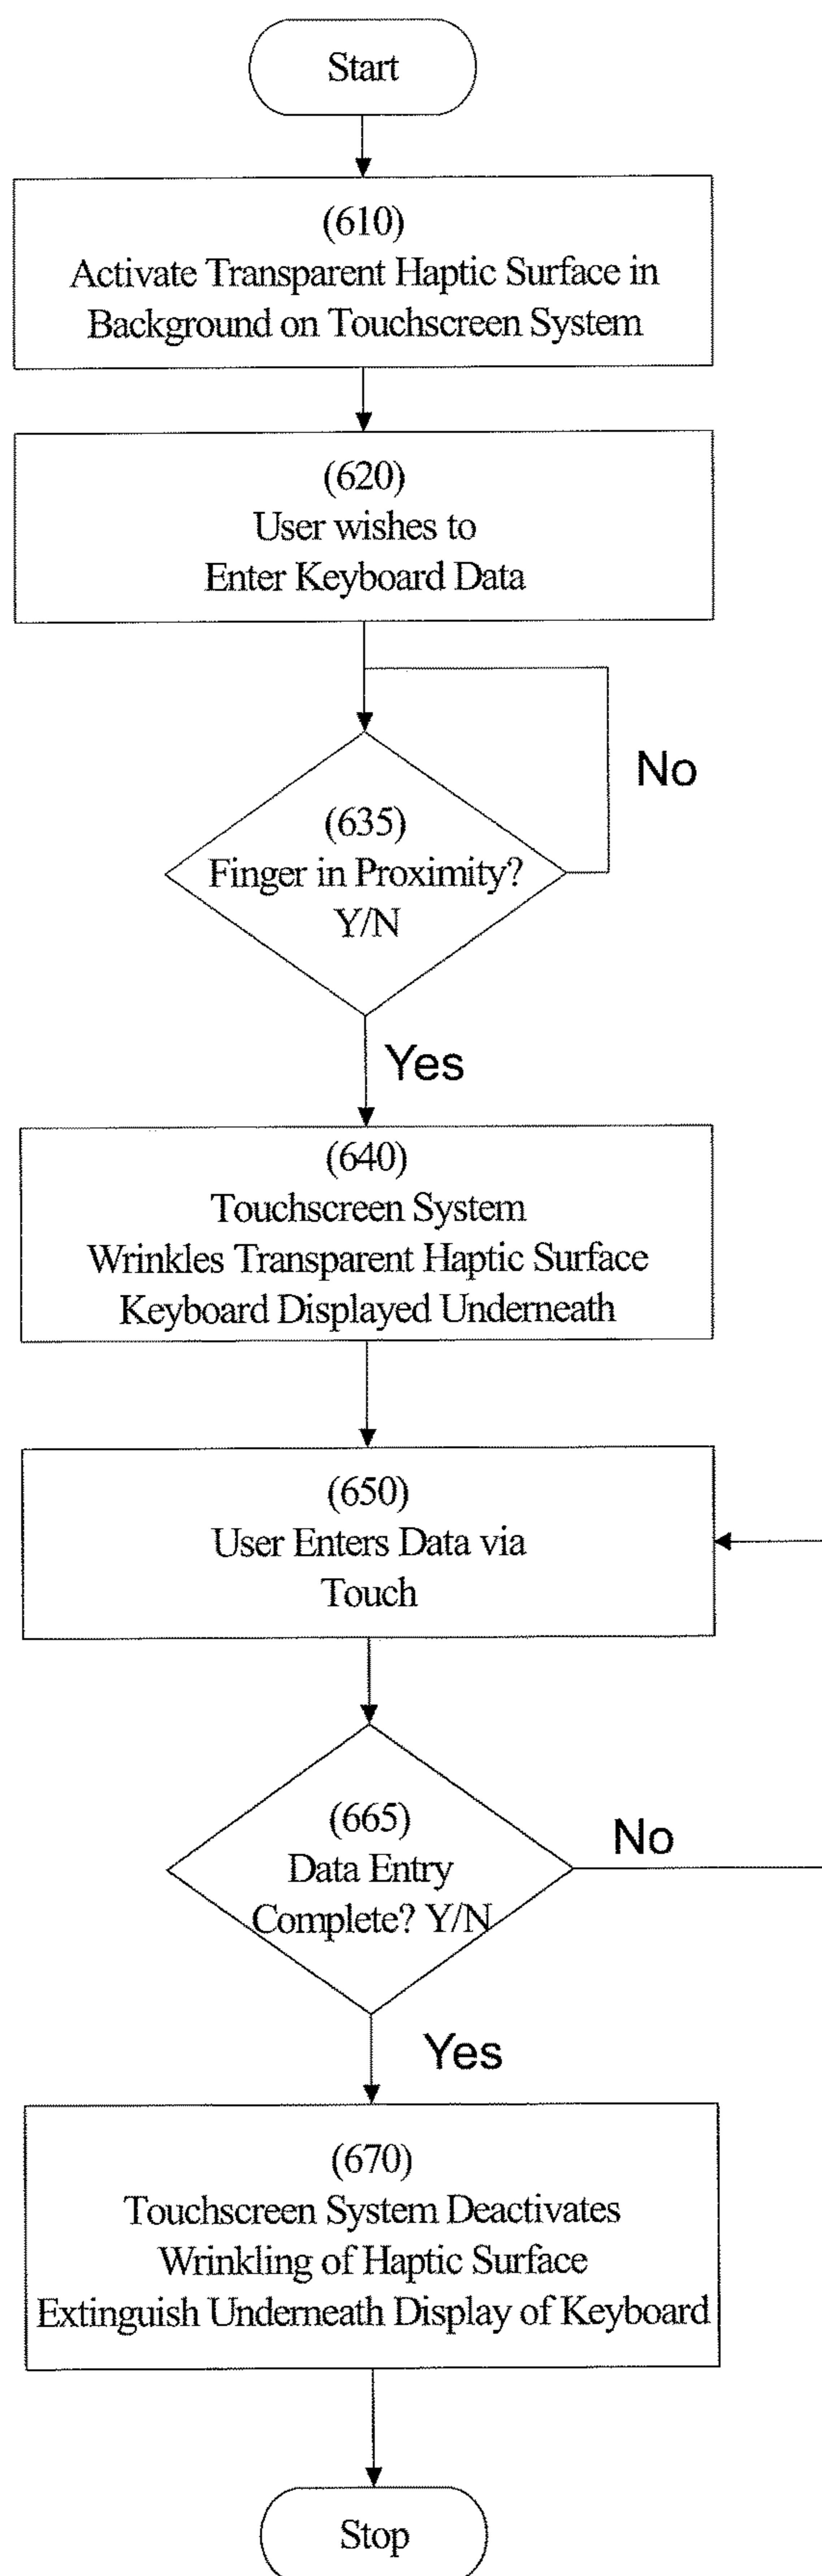 Start
(610)
Activate Transparent Haptic Surface in
Background on Touchscreen System
(620)
User wishes to
Enter Keyboard Data
No
(635)
Finger in Proximity?
Y/N
Yes
(640)
Touchscreen System
Wrinkles Transparent Haptic Surface
Keyboard Displayed Underneath
(650)
User Enters Data via
Touch
(665)
No
Data Entry
Complete? Y/N
Yes
(670)
Touchscreen System Deactivates
Wrinkling of Haptic Surface
Extinguish Underneath Display of Keyboard
Stop